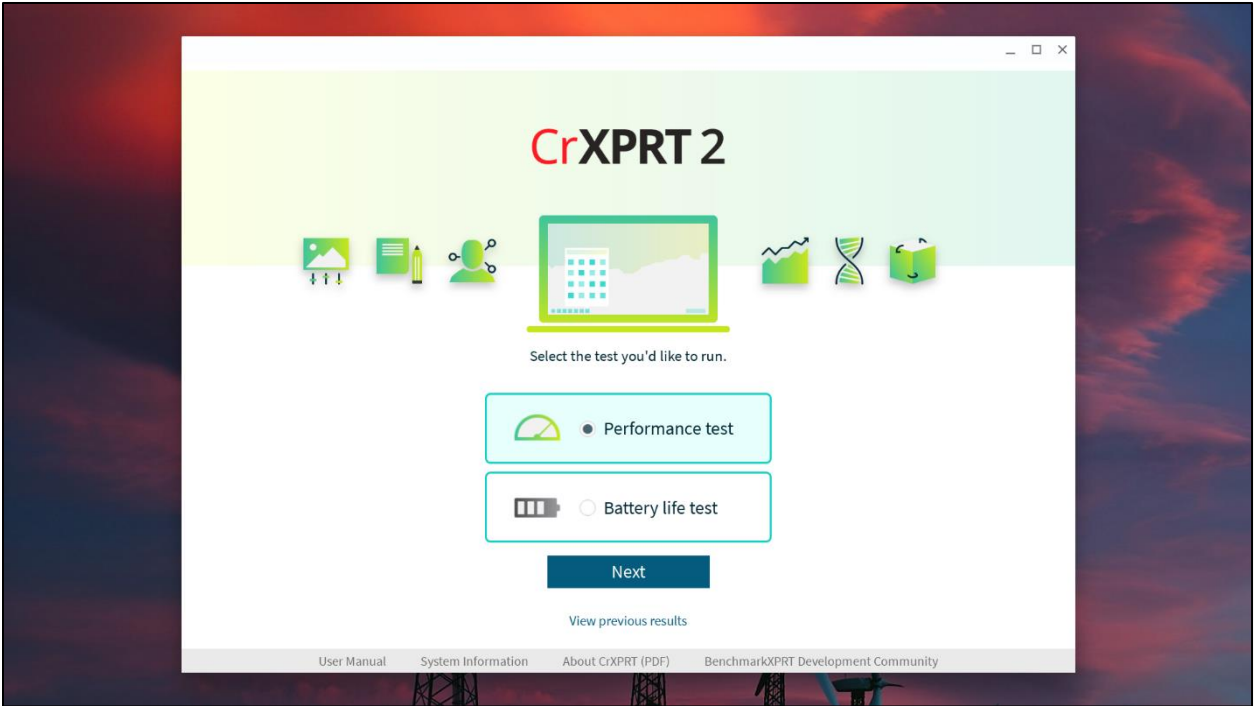 CrXPRT 2
Select the test you'd like to run.
Performance test
Battery life test
Next
View previous results
User Manual System Information About CrXPRT (PDF) BenchmarkXPRT Development Community